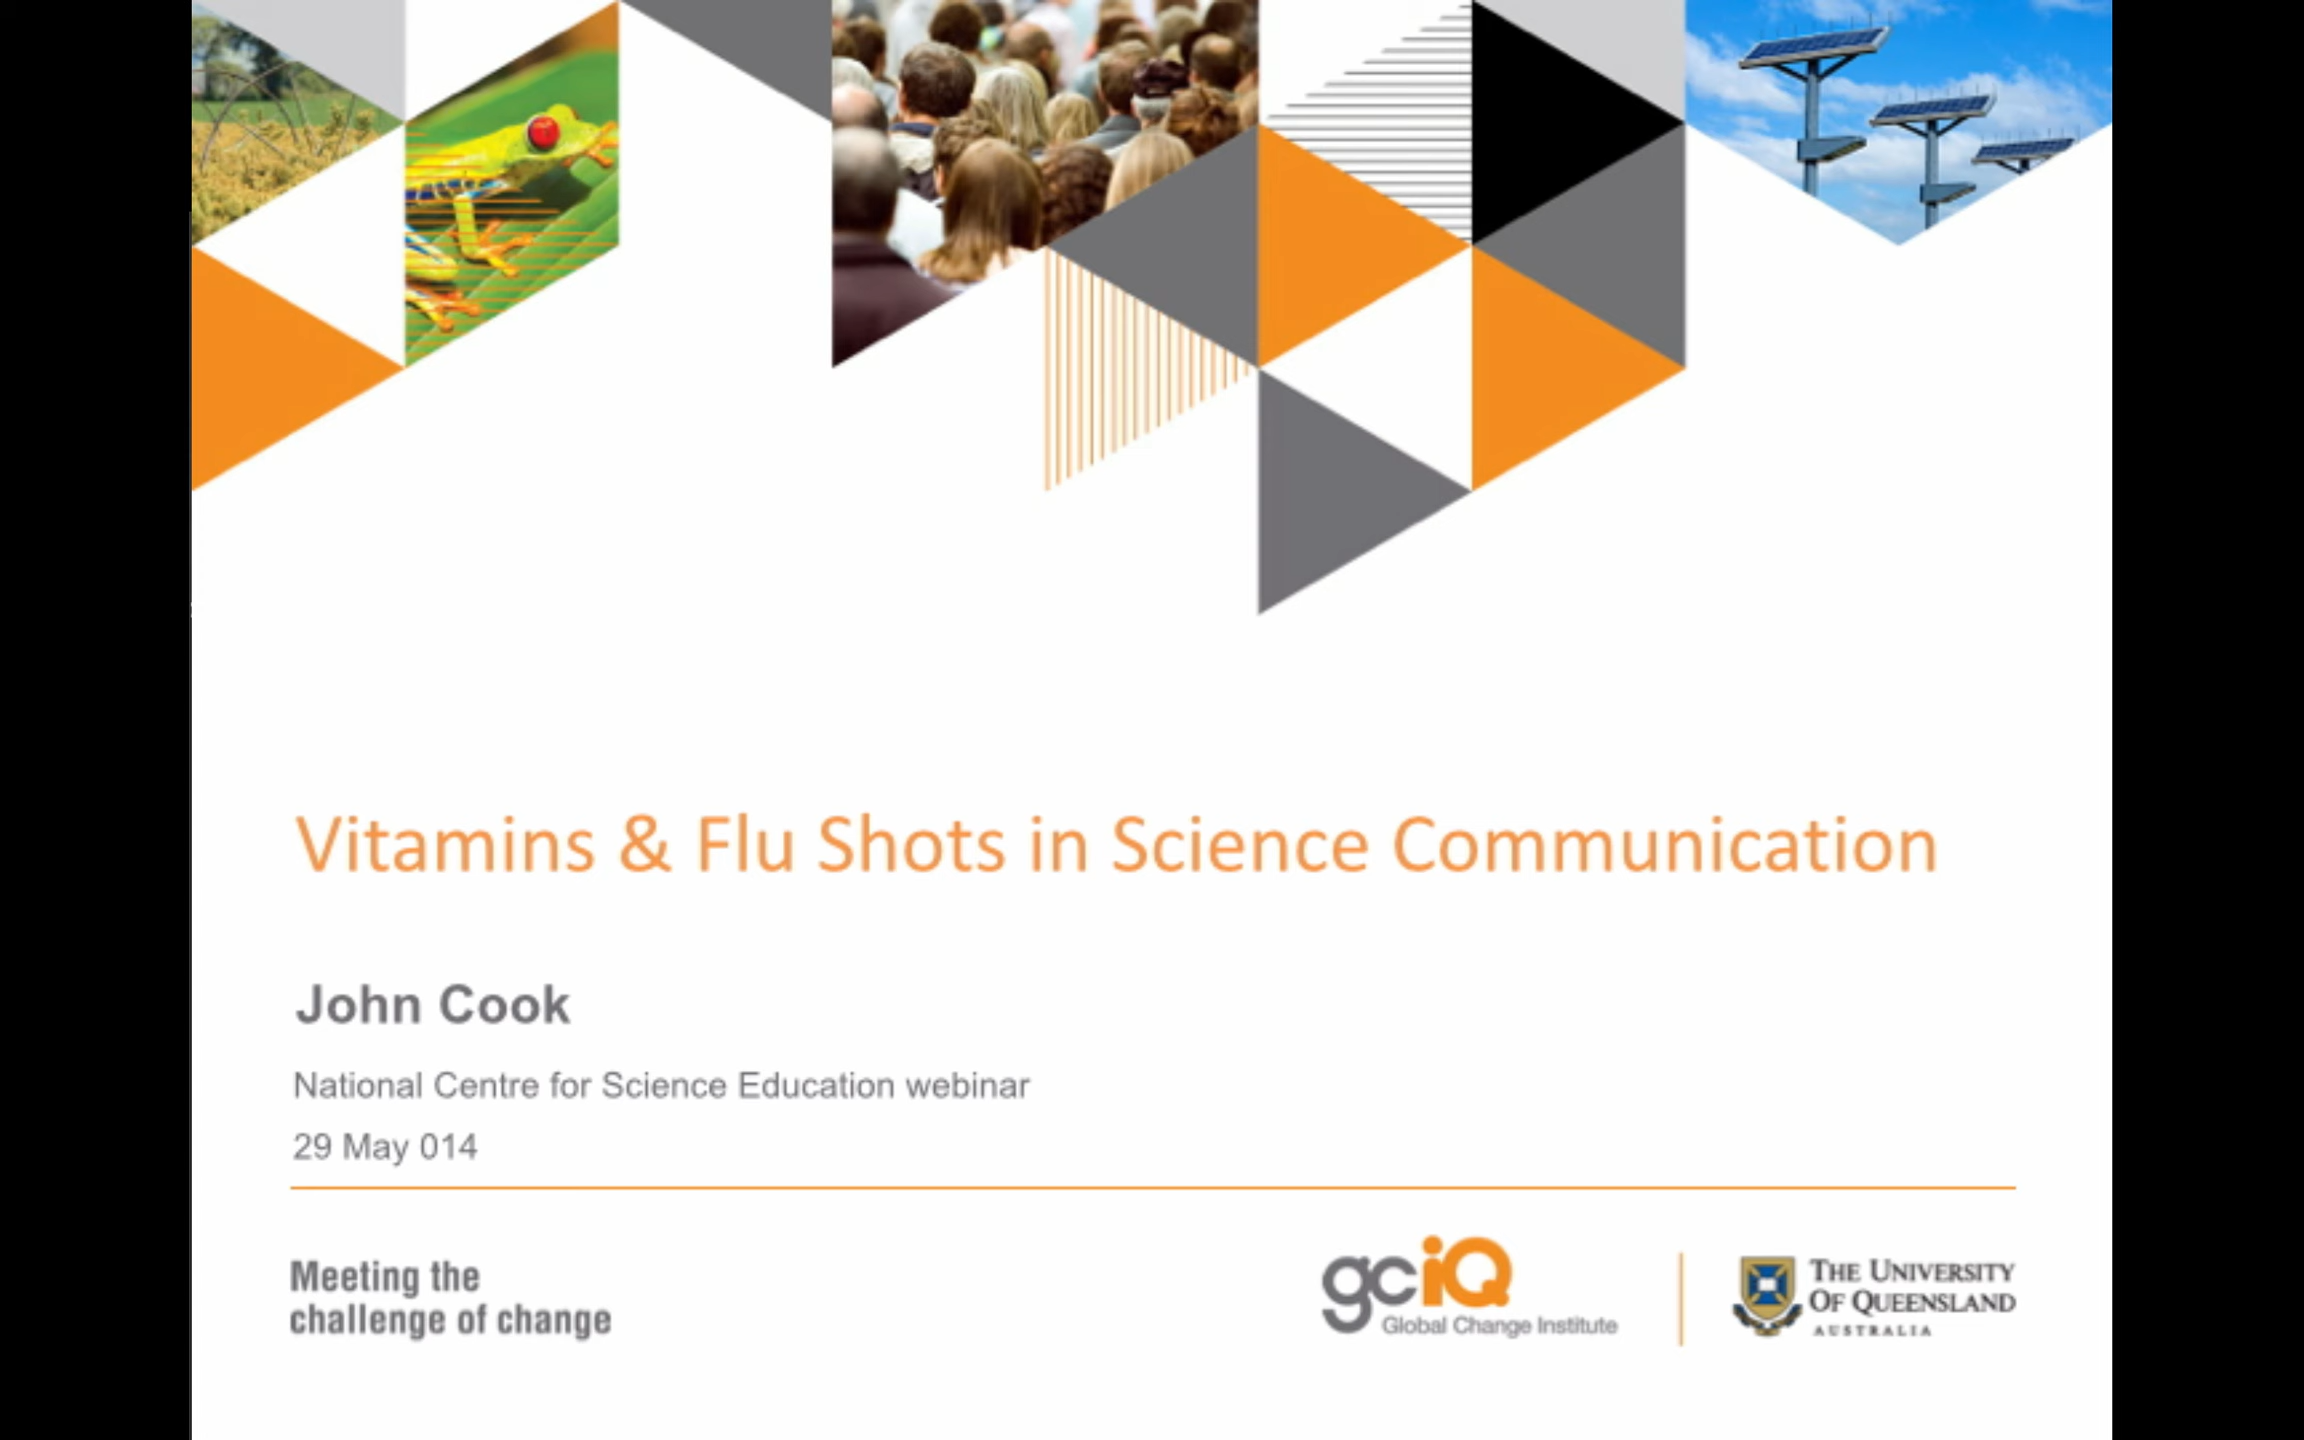 Vitamins & Flu Shots in Science Communication
John Cook
National Centre for Science Education webinar
29 May 014
Meeting the
challenge of change
gciQ
Global Change Institute
THE UNIVERSITY
OF QUEENSLAND
AUSTRALIA